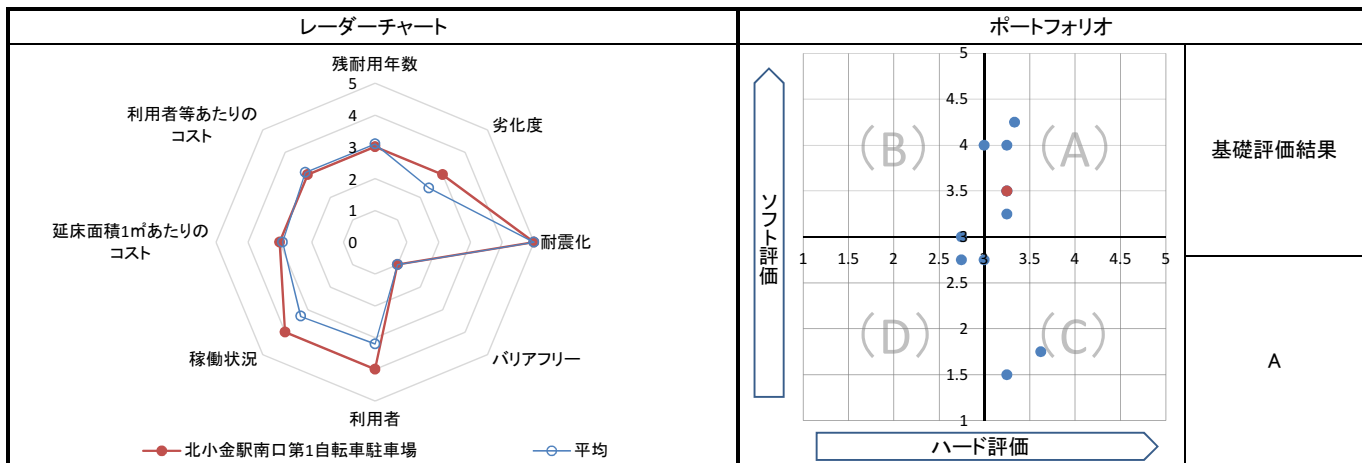 レーダーチャート
残耐用年数
劣化度
耐震化
バリアフリー
利用者
稼働状況
延床面積1㎡あたりの
コスト
利用者等あたりの
コスト
5
4
3
2
1
0
北小金駅南口第1自転車駐車場
平均
ポートフォリオ
ソフト評価
5
4.5
4
3.5
3
2.5
2
1.5
1
1 1.5 2 2.5 3 3.5 4 4.5 5
(B)
(A)
(D)
(C)
ハード評価
基礎評価結果
A